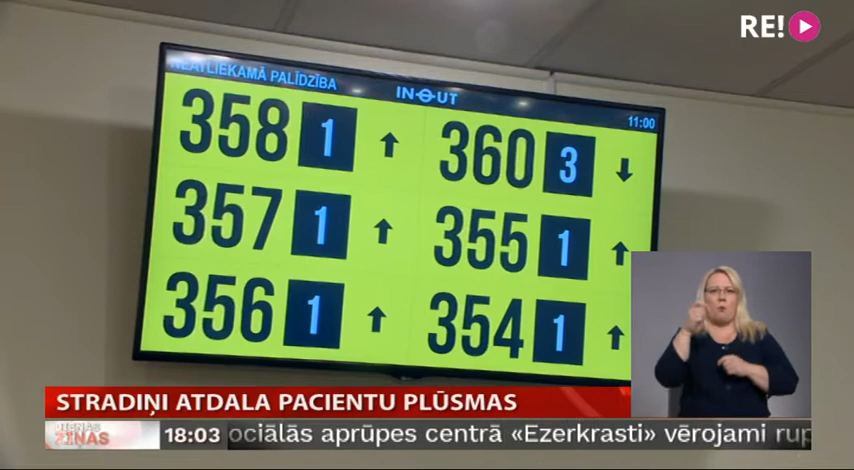 RE!
NEATLIEKAMĀ PALĪDZĪBA
IN OUT
11:00
358 1 ↑
360 3 ↓
357 1 ↑
355 1 ↑
356 1 ↑
354 1 ↑
STRADIŅI ATDALA PACIENTU PLŪSMAS
DIENAS
ZIŅAS
18:03 ociālās aprūpes centrā «Ezerkrasti» vērojami rup